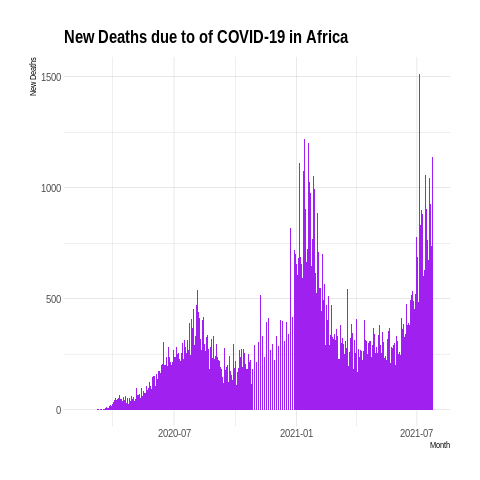 New Deaths due to of COVID-19 in Africa
New Deaths
1500
1000
500
0
2020-07
2021-01
2021-07
Month